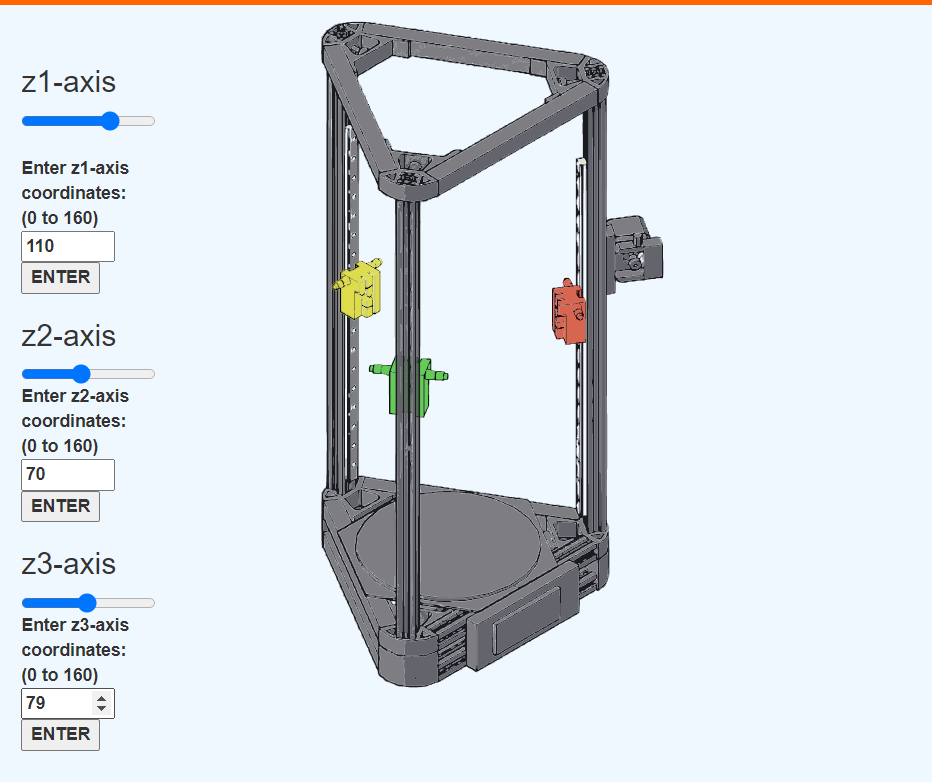 z1-axis
Enter z1-axis
coordinates:
(0 to 160)
110
ENTER
z2-axis
Enter z2-axis
coordinates:
(0 to 160)
70
ENTER
z3-axis
Enter z3-axis
coordinates:
(0 to 160)
79
ENTER